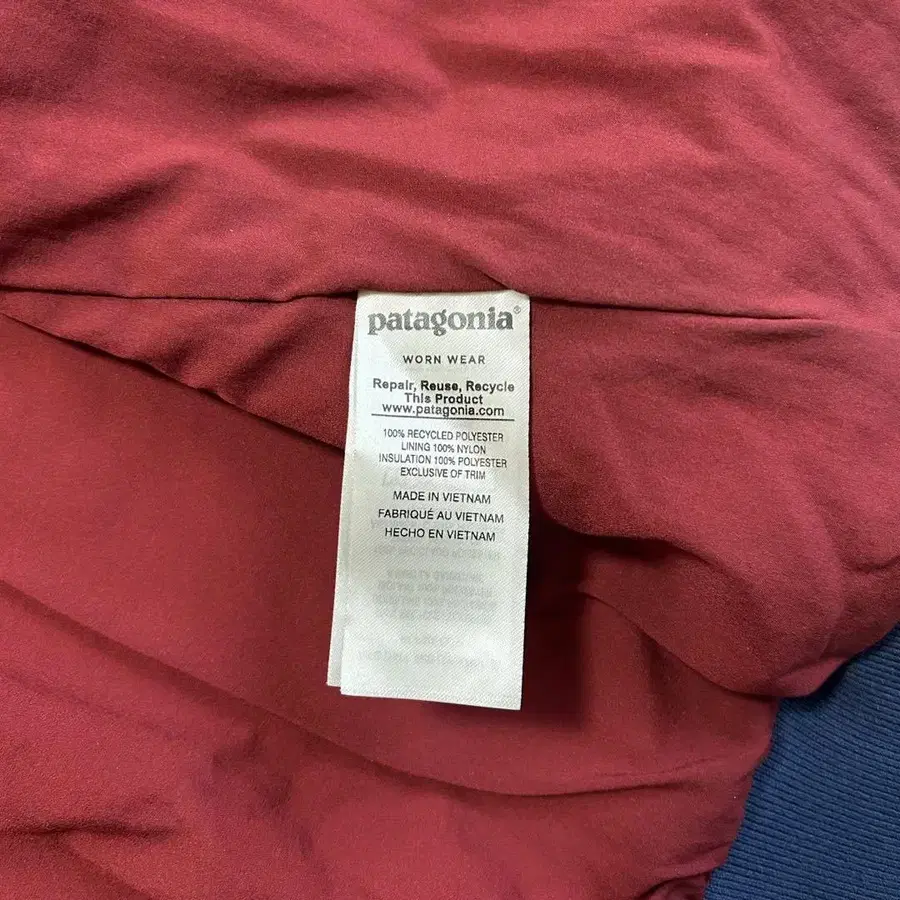 patagonia®
WORN WEAR
Repair, Reuse, Recycle
This Product
www.patagonia.com
100% RECYCLED POLYESTER
LINING 100% NYLON
INSULATION 100% POLYESTER
EXCLUSIVE OF TRIM
MADE IN VIETNAM
FABRIQUÉ AU VIETNAM
HECHO EN VIETNAM